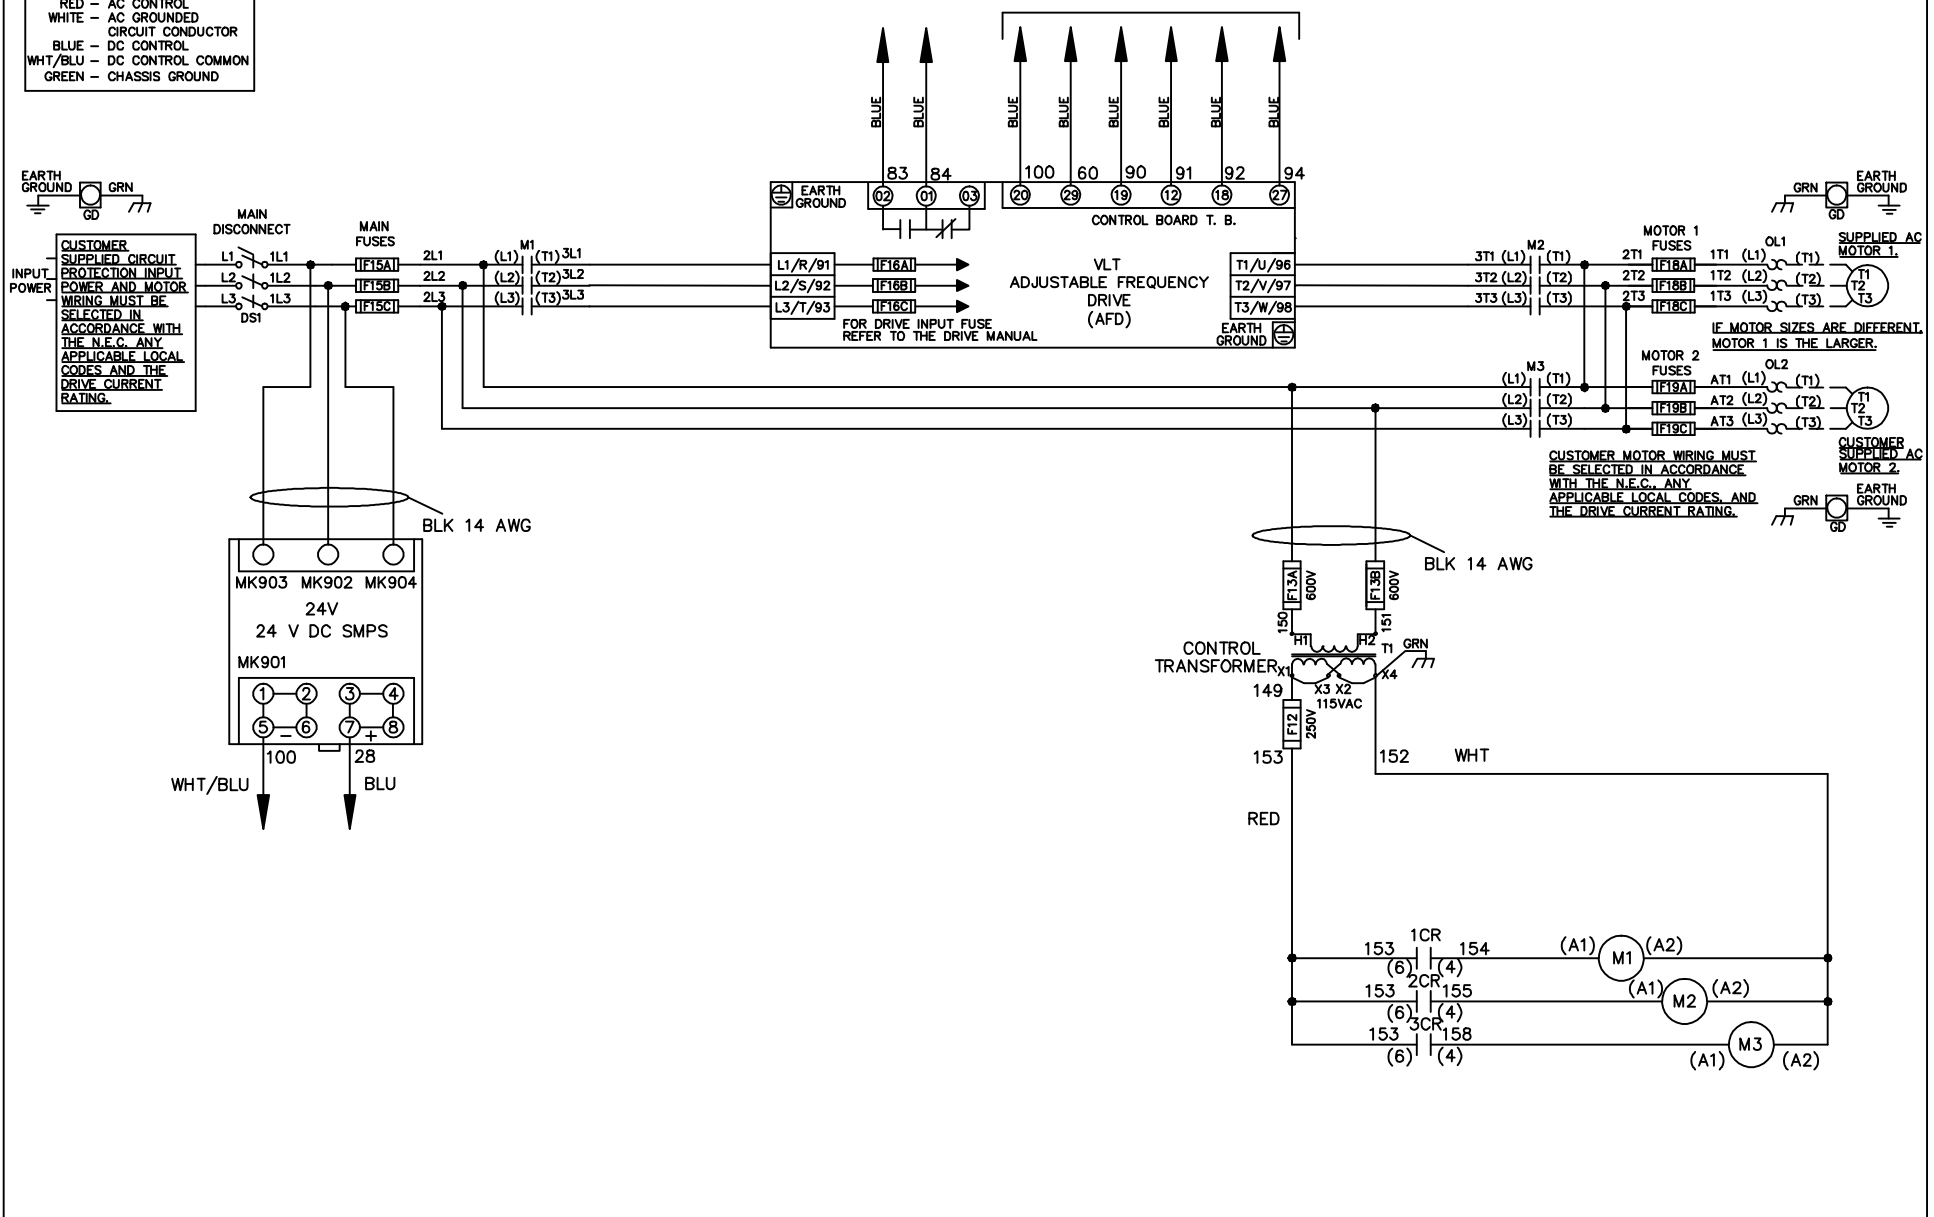 RED – AC CONTROL
WHITE – AC GROUNDED
CIRCUIT CONDUCTOR
BLUE – DC CONTROL
WHT/BLU – DC CONTROL COMMON
GREEN – CHASSIS GROUND
BLUE
BLUE
BLUE
BLUE
BLUE
BLUE
BLUE
BLUE
83 84 100 60 90 91 92 94
EARTH
GROUND
02 01 03 20 29 19 12 18 27
CONTROL BOARD T. B.
EARTH
GROUND
GRN
GD
MAIN
DISCONNECT
MAIN
FUSES
INPUT
POWER
CUSTOMER
SUPPLIED CIRCUIT
PROTECTION INPUT
POWER AND MOTOR
WIRING MUST BE
SELECTED IN
ACCORDANCE WITH
THE N.E.C. ANY
APPLICABLE LOCAL
CODES AND THE
DRIVE CURRENT
RATING.
M1
L1 1L1 F15A 2L1 (L1) (T1) 3L1
L2 1L2 F15B 2L2 (L2) (T2) 3L2
L3 1L3 F15C 2L3 (L3) (T3) 3L3
DS1
L1/R/91 F16A
L2/S/92 F16B
L3/T/93 F16C
VLT
ADJUSTABLE FREQUENCY
DRIVE
(AFD)
FOR DRIVE INPUT FUSE
REFER TO THE DRIVE MANUAL
T1/U/96
T2/V/97
T3/W/98
EARTH
GROUND
GRN
EARTH
GROUND
GD
M2
MOTOR 1
FUSES
OL1
SUPPLIED AC
MOTOR 1.
3T1 (L1) (T1) 2T1 F18A 1T1 (L1) (T1) T1
3T2 (L2) (T2) 2T2 F18B 1T2 (L2) (T2) T2
3T3 (L3) (T3) 2T3 F18C 1T3 (L3) (T3) T3
IF MOTOR SIZES ARE DIFFERENT,
MOTOR 1 IS THE LARGER.
M3
MOTOR 2
FUSES
OL2
(L1) (T1) F19A AT1 (L1) (T1) T1
(L2) (T2) F19B AT2 (L2) (T2) T2
(L3) (T3) F19C AT3 (L3) (T3) T3
CUSTOMER
SUPPLIED AC
MOTOR 2.
CUSTOMER MOTOR WIRING MUST
BE SELECTED IN ACCORDANCE
WITH THE N.E.C., ANY
APPLICABLE LOCAL CODES, AND
THE DRIVE CURRENT RATING.
GRN
EARTH
GROUND
GD
BLK 14 AWG
MK903 MK902 MK904
24V
24 V DC SMPS
MK901
1 2 3 4
5 6 7 8
– +
100 28
WHT/BLU BLU
BLK 14 AWG
F13A 600V F13B 600V
150 151
H1 H2 T1 GRN
CONTROL
TRANSFORMER
X1 X3 X2 X4
115VAC
149
F12 250V
153 152 WHT
RED
1CR
153 154 (A1) M1 (A2)
(6) (4)
2CR
153 155 (A1) M2 (A2)
(6) (4)
3CR
153 158 M3
(6) (4) (A1) (A2)